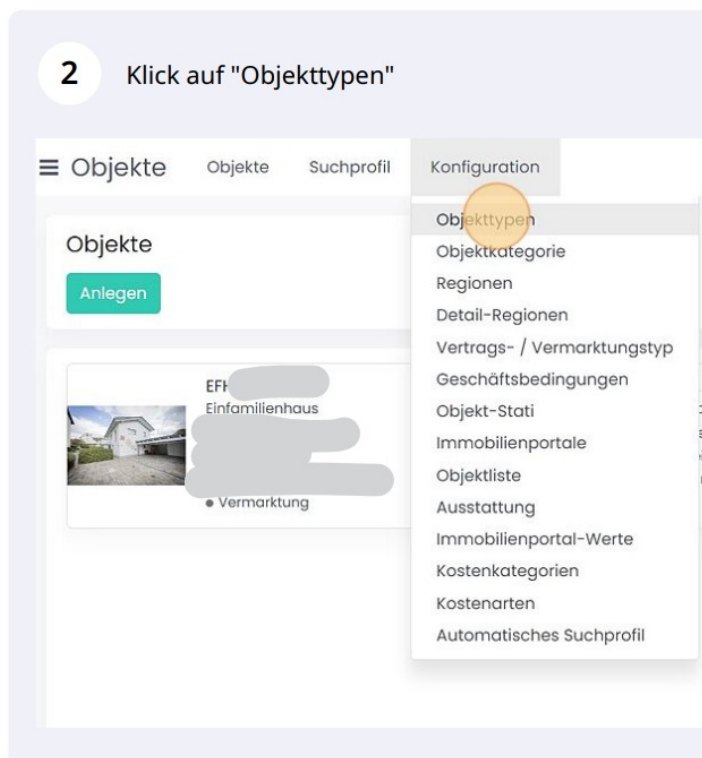 2 Klick auf "Objekttypen"
Objekte Objekte Suchprofil Konfiguration
Objekte
Anlegen
Objekttypen
Objektkategorie
Regionen
Detail-Regionen
Vertrags- / Vermarktungstyp
Geschäftsbedingungen
Objekt-Stati
Immobilienportale
Objektliste
Ausstattung
Immobilienportal-Werte
Kostenkategorien
Kostenarten
Automatisches Suchprofil
Einfamilienhaus
Vermarktung